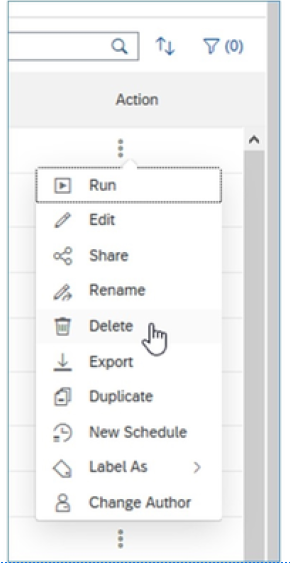 (0)
Action
Run
Edit
Share
Rename
Delete
Export
Duplicate
New Schedule
Label As
Change Author